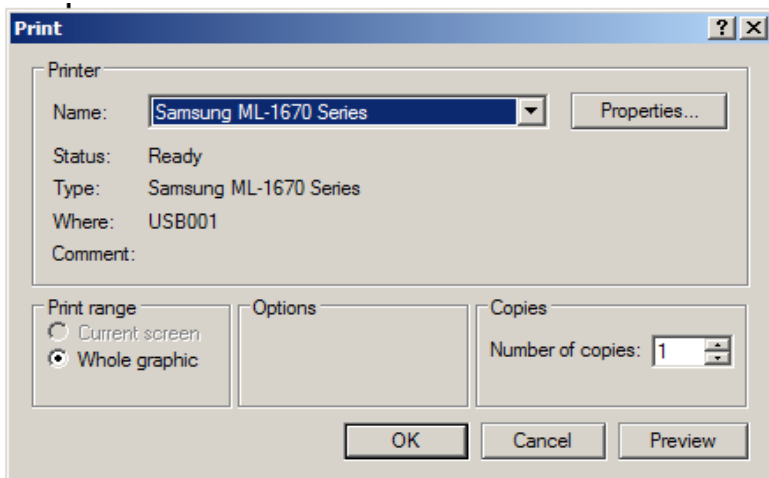 Print
Printer
Name: Samsung ML-1670 Series Properties...
Status: Ready
Type: Samsung ML-1670 Series
Where: USB001
Comment:
Print range
Current screen
Whole graphic
Options
Copies
Number of copies: 1
OK Cancel Preview